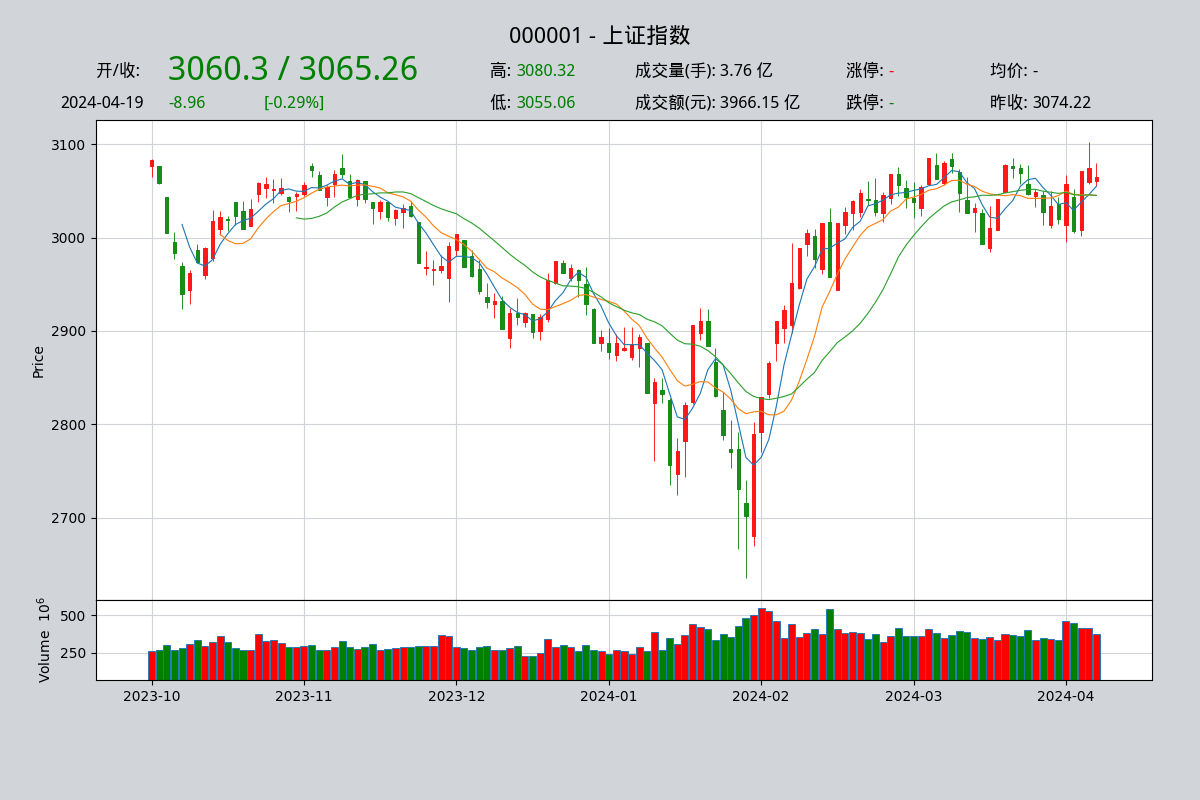 000001 - 上证指数
开/收: 3060.3 / 3065.26 高: 3080.32 成交量(手): 3.76 亿 涨停: - 均价: -
2024-04-19 -8.96 [-0.29%] 低: 3055.06 成交额(元): 3966.15 亿 跌停: - 昨收: 3074.22
3100
3000
2900
2800
2700
Price
500
250
Volume 10^6
2023-10 2023-11 2023-12 2024-01 2024-02 2024-03 2024-04